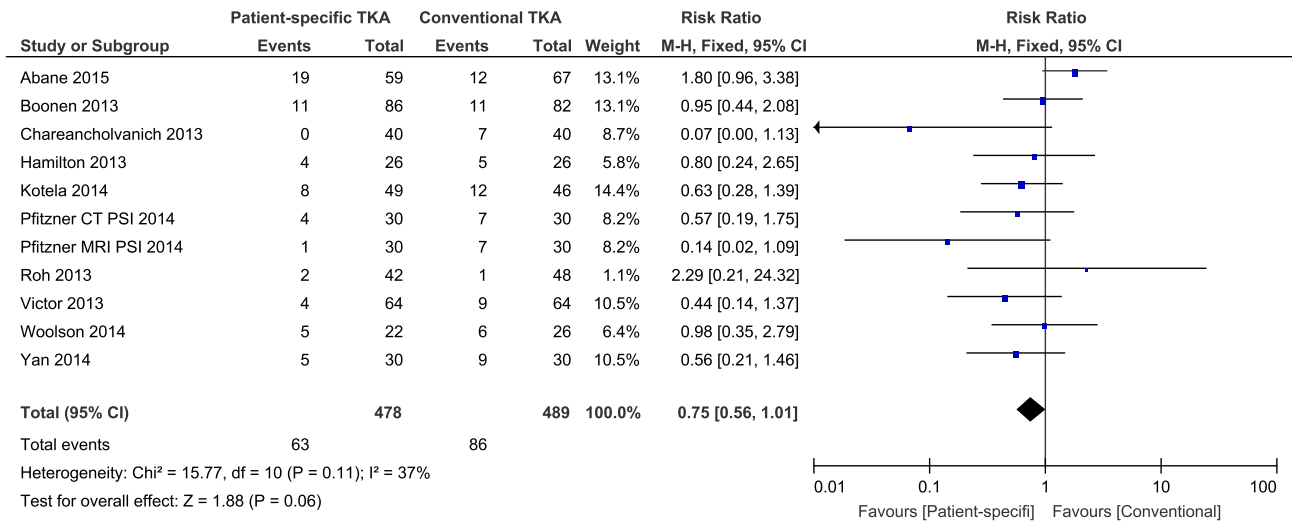 Patient-specific TKA Conventional TKA Risk Ratio Risk Ratio
Study or Subgroup Events Total Events Total Weight M-H, Fixed, 95% CI M-H, Fixed, 95% CI
Abane 2015 19 59 12 67 13.1% 1.80 [0.96, 3.38]
Boonen 2013 11 86 11 82 13.1% 0.95 [0.44, 2.08]
Chareancholvanich 2013 0 40 7 40 8.7% 0.07 [0.00, 1.13]
Hamilton 2013 4 26 5 26 5.8% 0.80 [0.24, 2.65]
Kotela 2014 8 49 12 46 14.4% 0.63 [0.28, 1.39]
Pfitzner CT PSI 2014 4 30 7 30 8.2% 0.57 [0.19, 1.75]
Pfitzner MRI PSI 2014 1 30 7 30 8.2% 0.14 [0.02, 1.09]
Roh 2013 2 42 1 48 1.1% 2.29 [0.21, 24.32]
Victor 2013 4 64 9 64 10.5% 0.44 [0.14, 1.37]
Woolson 2014 5 22 6 26 6.4% 0.98 [0.35, 2.79]
Yan 2014 5 30 9 30 10.5% 0.56 [0.21, 1.46]
Total (95% CI) 478 489 100.0% 0.75 [0.56, 1.01]
Total events 63 86
Heterogeneity: Chi² = 15.77, df = 10 (P = 0.11); I² = 37%
Test for overall effect: Z = 1.88 (P = 0.06)
0.01 0.1 1 10 100
Favours [Patient-specifi] Favours [Conventional]